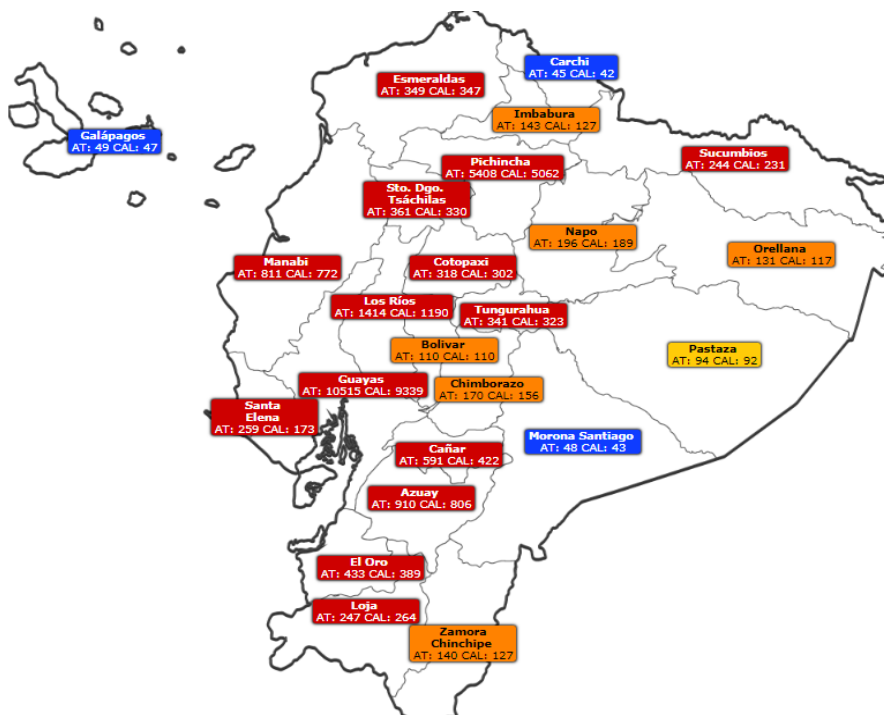 Carchi
AT: 45 CAL: 42
Esmeraldas
AT: 349 CAL: 347
Imbabura
AT: 143 CAL: 127
Galápagos
AT: 49 CAL: 47
Pichincha
AT: 5408 CAL: 5062
Sucumbios
AT: 244 CAL: 231
Sto. Dgo.
Tsáchilas
AT: 361 CAL: 330
Napo
AT: 196 CAL: 189
Orellana
AT: 131 CAL: 117
Manabi
AT: 811 CAL: 772
Cotopaxi
AT: 318 CAL: 302
Los Ríos
AT: 1414 CAL: 1190
Tungurahua
AT: 341 CAL: 323
Bolivar
AT: 110 CAL: 110
Pastaza
AT: 94 CAL: 92
Guayas
AT: 10515 CAL: 9339
Chimborazo
AT: 170 CAL: 156
Santa
Elena
AT: 259 CAL: 173
Morona Santiago
AT: 48 CAL: 43
Cañar
AT: 591 CAL: 422
Azuay
AT: 910 CAL: 806
El Oro
AT: 433 CAL: 389
Loja
AT: 247 CAL: 264
Zamora
Chinchipe
AT: 140 CAL: 127